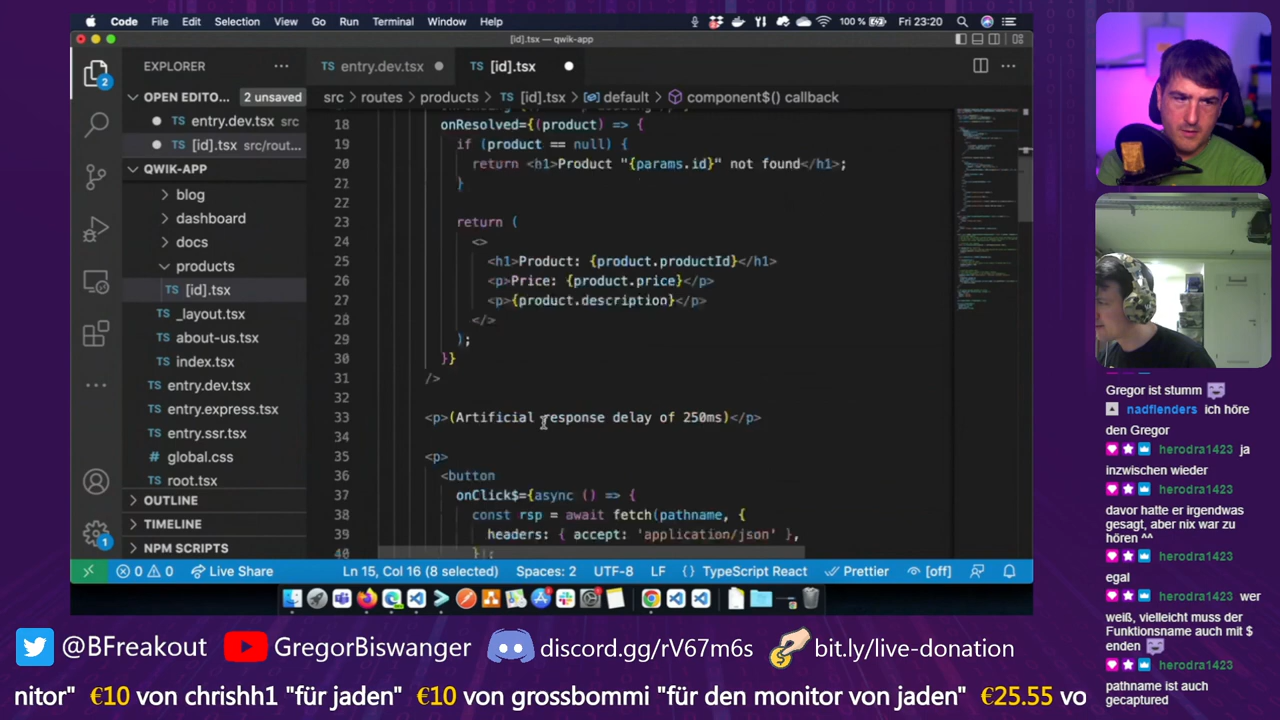 Code File Edit Selection View Go Run Terminal Window Help 100 % Fri 23:20
[id].tsx — qwik-app
EXPLORER
TS entry.dev.tsx
TS [id].tsx
OPEN EDITO... 2 unsaved
src > routes > products > TS [id].tsx > default > component$() callback
TS entry.dev.tsx src
TS [id].tsx src/rout...
QWIK-APP
blog
dashboard
docs
products
TS [id].tsx
TS _layout.tsx
TS about-us.tsx
TS index.tsx
TS entry.dev.tsx
TS entry.express.tsx
TS entry.ssr.tsx
# global.css
TS root.tsx
OUTLINE
TIMELINE
NPM SCRIPTS
2
1
18 onResolved={(product) => {
19 if (product == null) {
20 return <h1>Product "{params.id}" not found</h1>;
21 }
22
23 return (
24 <>
25 <h1>Product: {product.productId}</h1>
26 <p>Price: {product.price}</p>
27 <p>{product.description}</p>
28 </>
29 );
30 }}
31 />
32
33 <p>(Artificial response delay of 250ms)</p>
34
35 <p>
36 <button
37 onClick$={async () => {
38 const rsp = await fetch(pathname, {
39 headers: { accept: 'application/json' },
40 });
0 0 Live Share Ln 15, Col 16 (8 selected) Spaces: 2 UTF-8 LF {} TypeScript React Prettier [off]
Gregor ist stumm
nadflenders ich höre
den Gregor
herodra1423 ja
inzwischen wieder
herodra1423
davor hatte er irgendwas
gesagt, aber nix war zu
hören ^^
herodra1423
egal
herodra1423 wer
weiß, vielleicht muss der
Funktionsname auch mit $
enden
herodra1423
pathname ist auch
gecaptured
@BFreakout GregorBiswanger discord.gg/rV67m6s bit.ly/live-donation
nitor" €10 von chrishh1 "für jaden" €10 von grossbommi "für den monitor von jaden" €25.55 vo